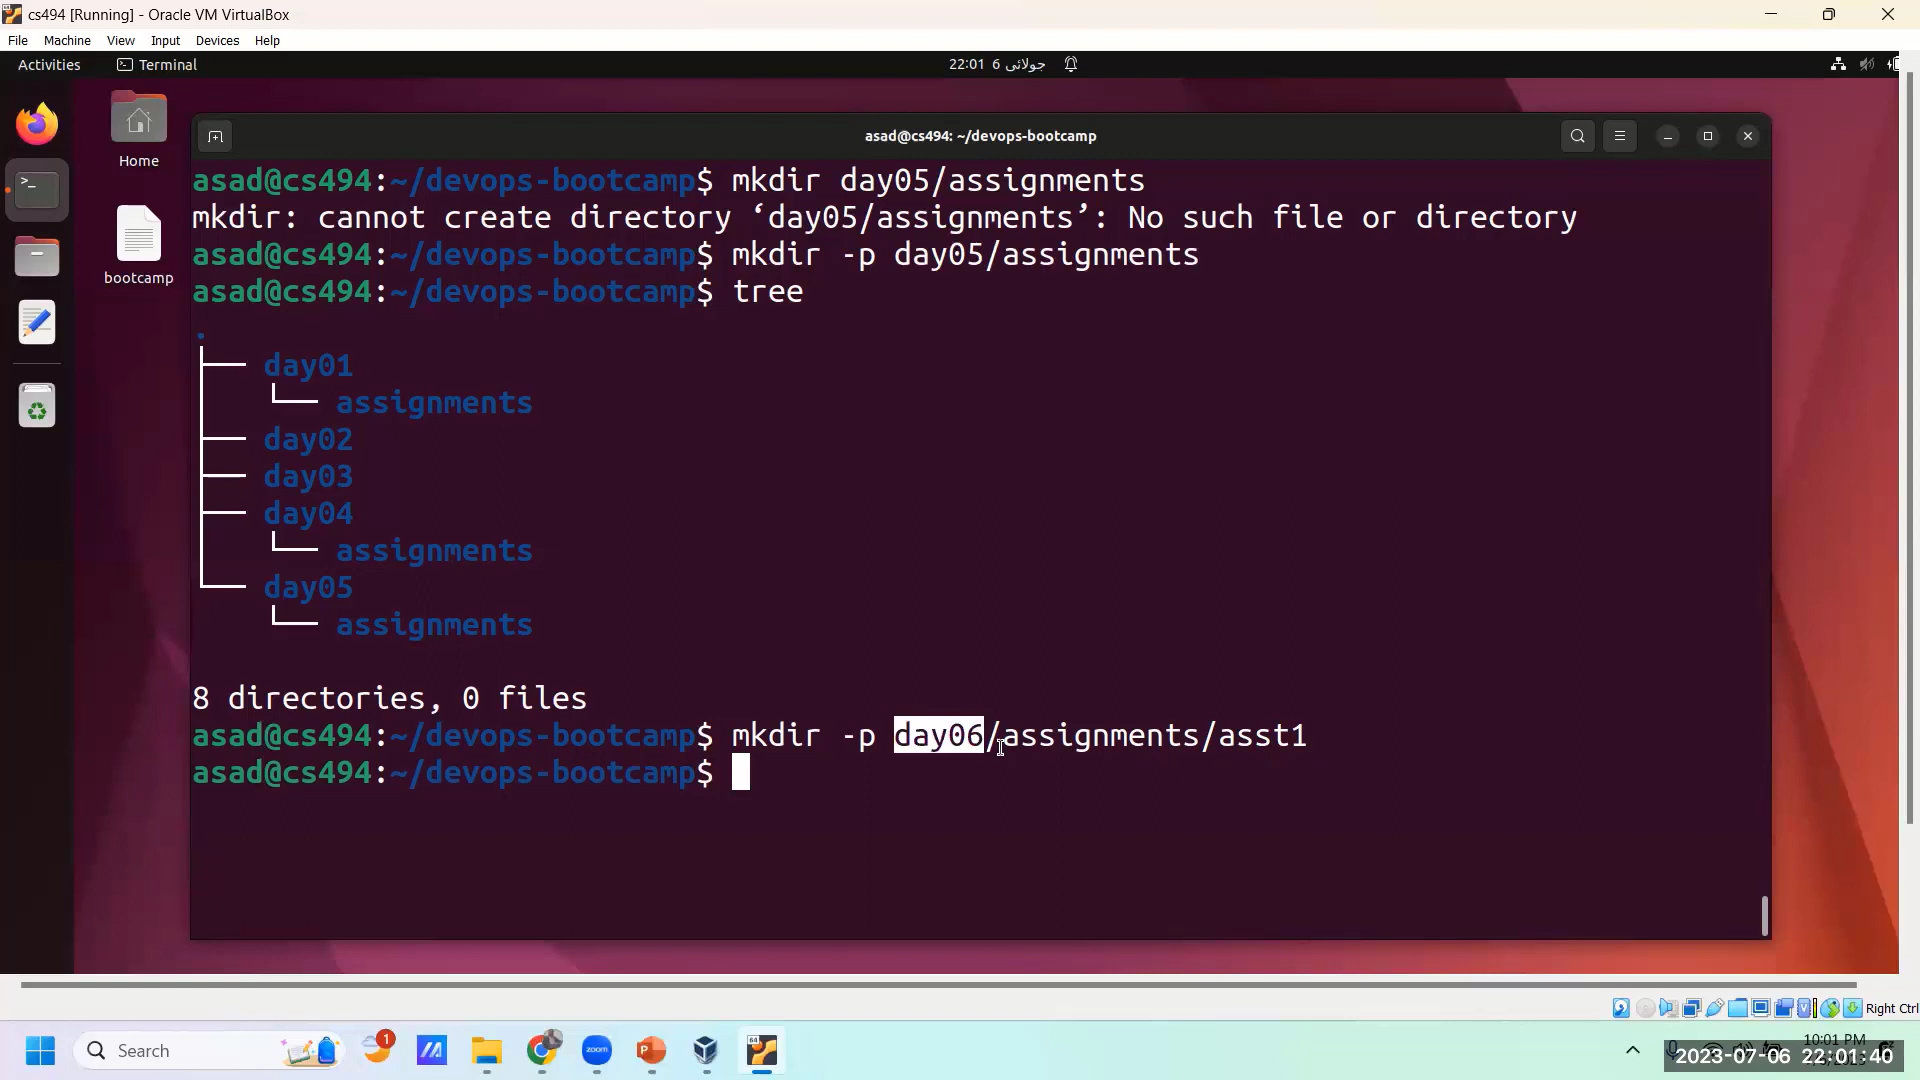 cs494 [Running] - Oracle VM VirtualBox
File Machine View Input Devices Help
Activities Terminal 22:01 6 جولائی
Home
bootcamp
asad@cs494: ~/devops-bootcamp
asad@cs494:~/devops-bootcamp$ mkdir day05/assignments
mkdir: cannot create directory ‘day05/assignments’: No such file or directory
asad@cs494:~/devops-bootcamp$ mkdir -p day05/assignments
asad@cs494:~/devops-bootcamp$ tree
.
├── day01
│   └── assignments
├── day02
├── day03
├── day04
│   └── assignments
└── day05
    └── assignments
8 directories, 0 files
asad@cs494:~/devops-bootcamp$ mkdir -p day06/assignments/asst1
asad@cs494:~/devops-bootcamp$
Right Ctrl
Search
1
zoom
64
10:01 PM
2023-07-06 22:01:40